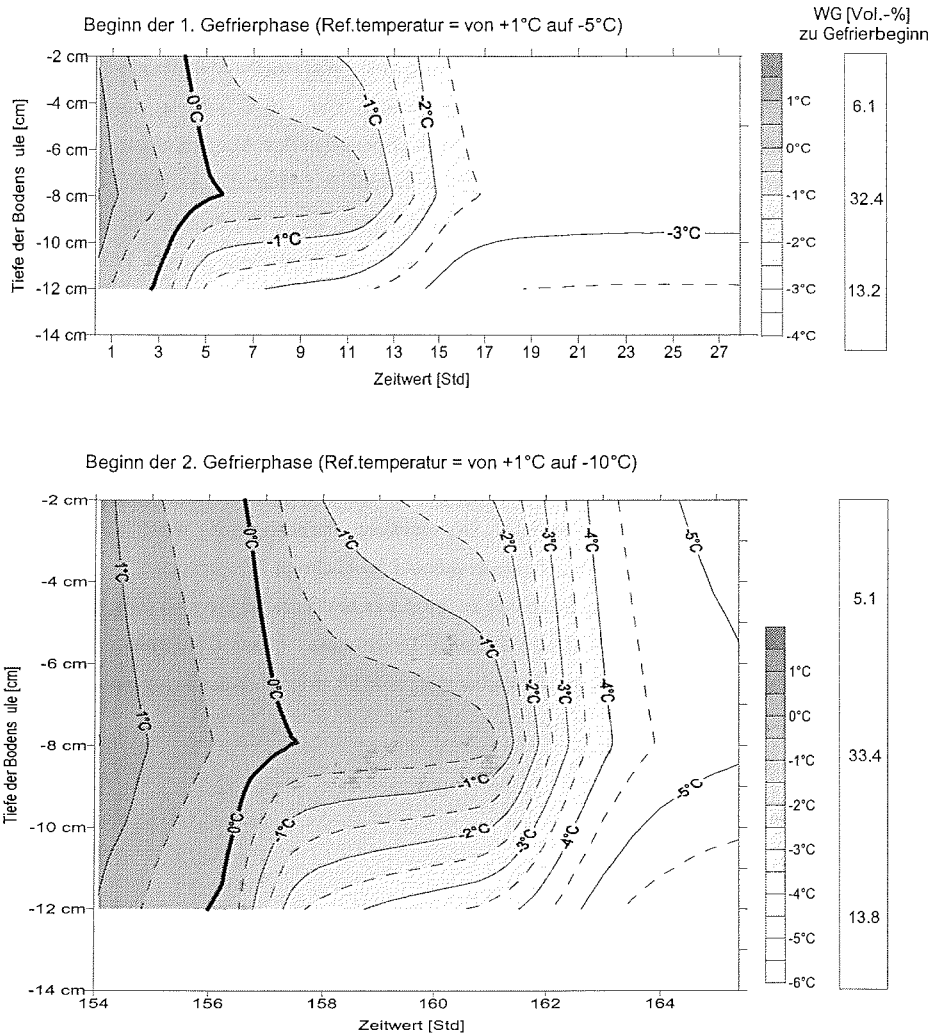 Beginn der 1. Gefrierphase (Ref.temperatur = von +1°C auf -5°C)
WG [Vol.-%]
zu Gefrierbeginn
Tiefe der Bodens ule [cm]
-2 cm
-4 cm
-6 cm
-8 cm
-10 cm
-12 cm
-14 cm
0°C
-1°C
-2°C
-1°C
-3°C
1 3 5 7 9 11 13 15 17 19 21 23 25 27
Zeitwert [Std]
1°C
0°C
-1°C
-2°C
-3°C
-4°C
6.1
32.4
13.2
Beginn der 2. Gefrierphase (Ref.temperatur = von +1°C auf -10°C)
Tiefe der Bodens ule [cm]
-2 cm
-4 cm
-6 cm
-8 cm
-10 cm
-12 cm
-14 cm
0°C
-1°C
-2°C
-3°C
-4°C
-5°C
1°C
-1°C
0°C
-2°C
-3°C
-4°C
1°C
-1°C
-5°C
0°C
-1°C
-2°C
-3°C
-4°C
154 156 158 160 162 164
Zeitwert [Std]
1°C
0°C
-1°C
-2°C
-3°C
-4°C
-5°C
-6°C
5.1
33.4
13.8